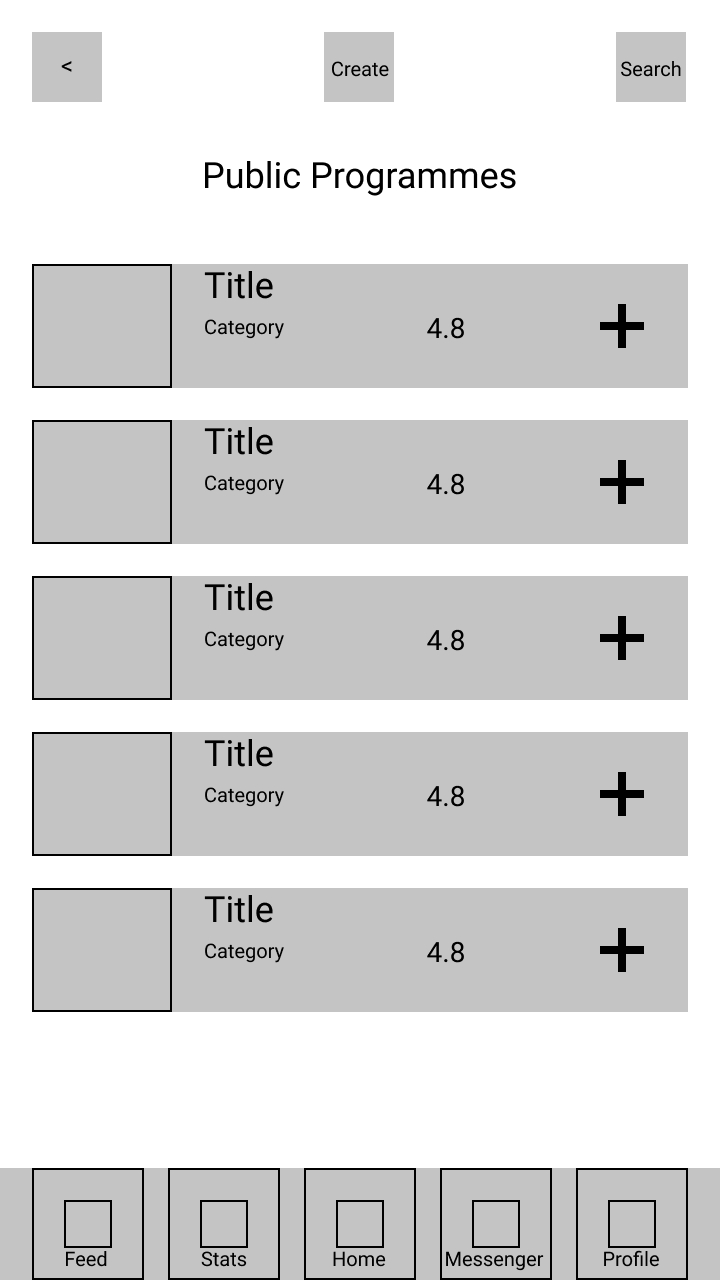 <
Create
Search
Public Programmes
Title
Category
4.8
+
Title
Category
4.8
+
Title
Category
4.8
+
Title
Category
4.8
+
Title
Category
4.8
+
Feed
Stats
Home
Messenger
Profile